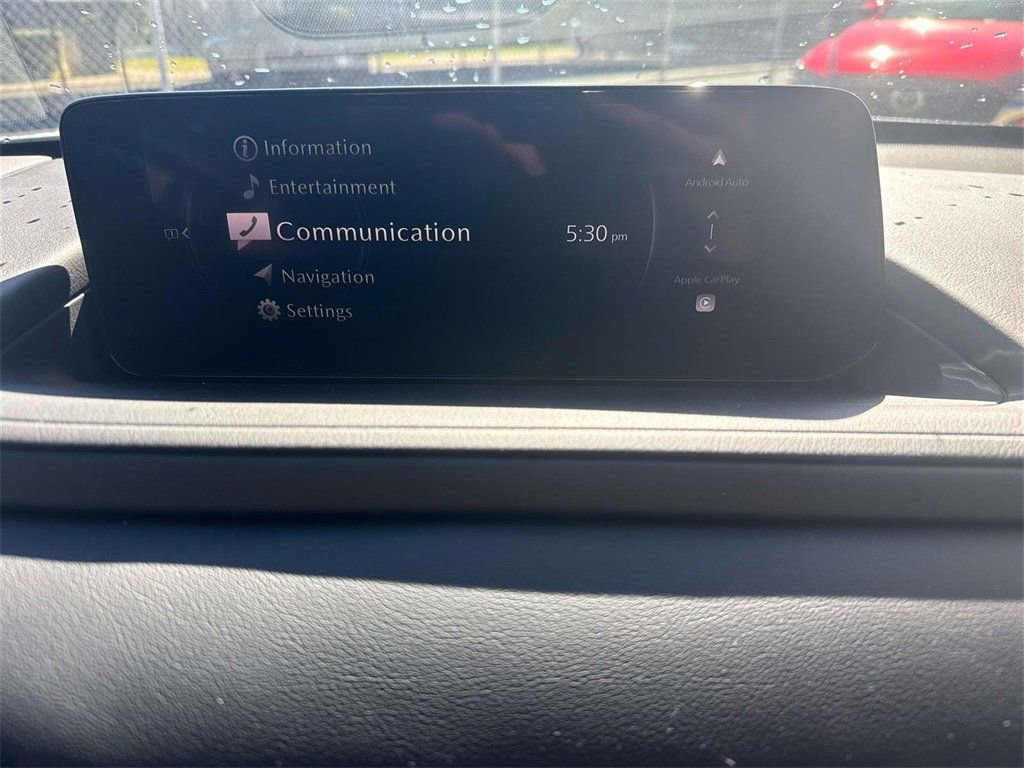 Information
Entertainment
Communication
Navigation
Settings
5:30 pm
Android Auto
Apple CarPlay